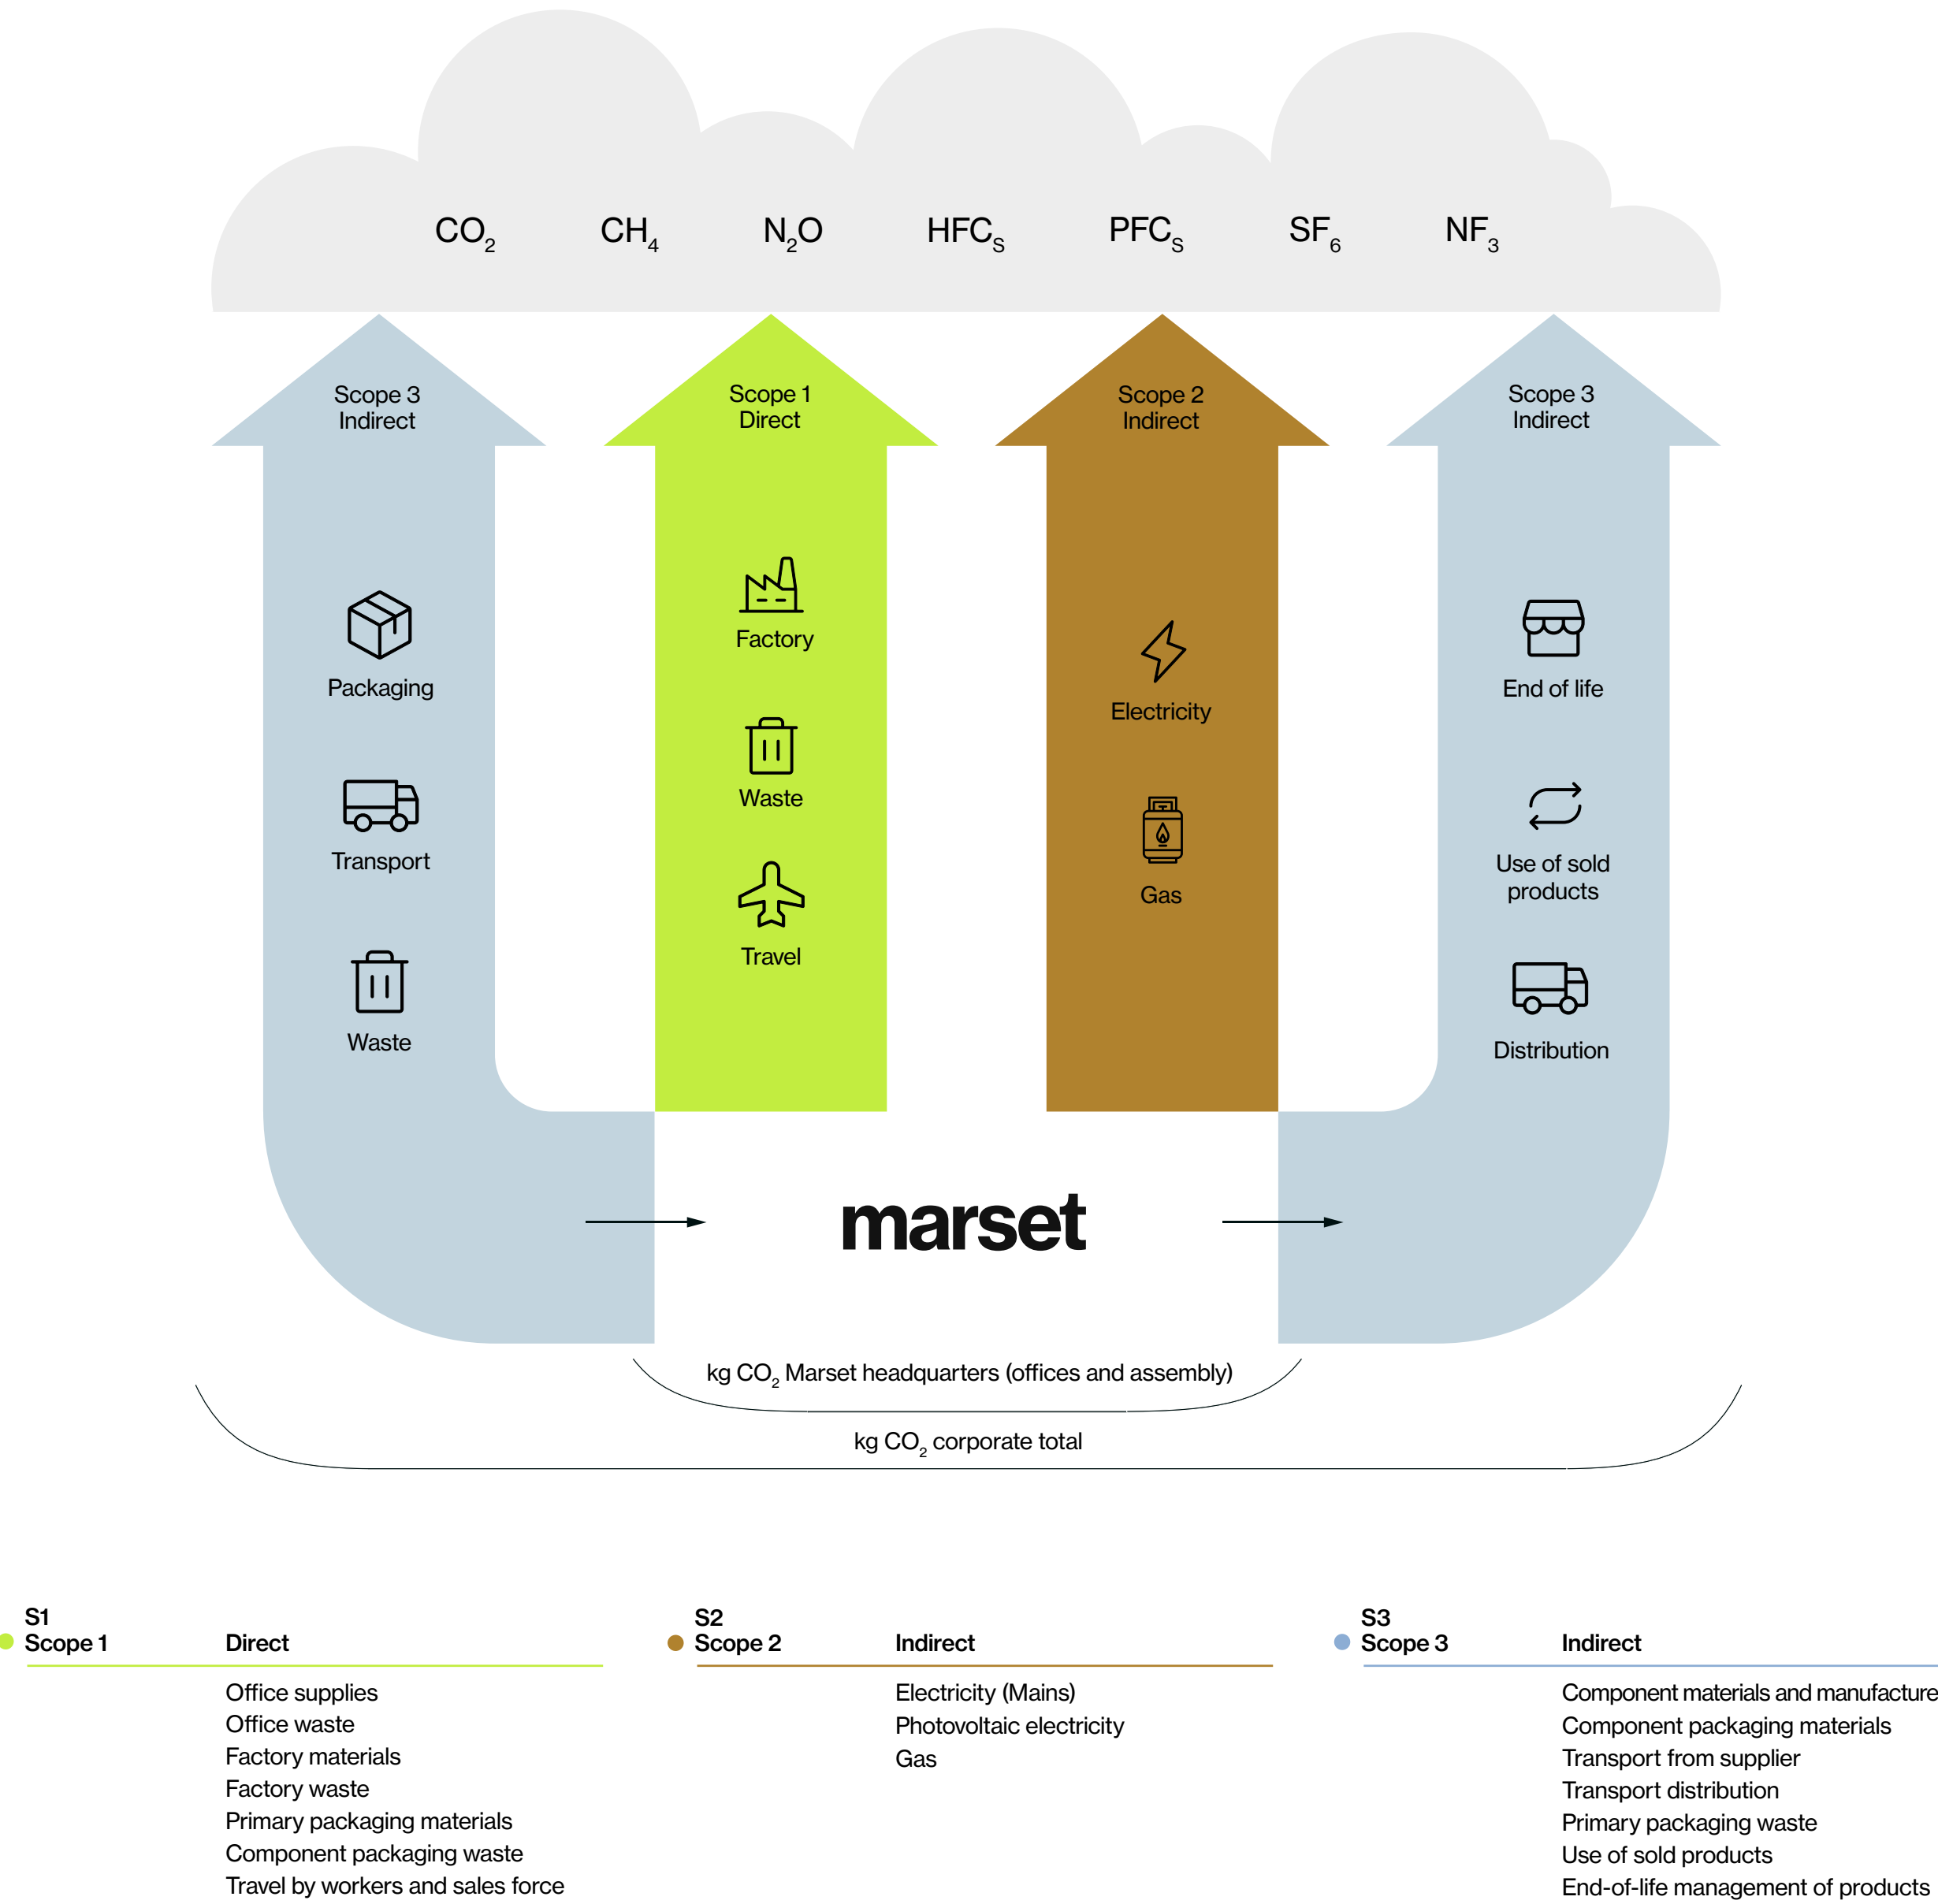 CO2 CH4 N2O HFCS PFCS SF6 NF3
Scope 3
Indirect
Packaging
Transport
Waste
Scope 1
Direct
Factory
Waste
Travel
Scope 2
Indirect
Electricity
Gas
Scope 3
Indirect
End of life
Use of sold
products
Distribution
marset
kg CO2 Marset headquarters (offices and assembly)
kg CO2 corporate total
S1
Scope 1 Direct
Office supplies
Office waste
Factory materials
Factory waste
Primary packaging materials
Component packaging waste
Travel by workers and sales force
S2
Scope 2 Indirect
Electricity (Mains)
Photovoltaic electricity
Gas
S3
Scope 3 Indirect
Component materials and manufacture
Component packaging materials
Transport from supplier
Transport distribution
Primary packaging waste
Use of sold products
End-of-life management of products